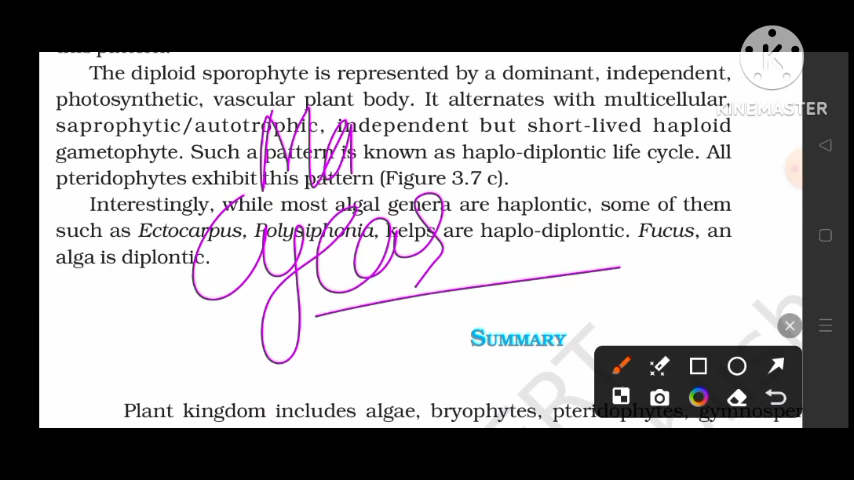 The diploid sporophyte is represented by a dominant, independent,
photosynthetic, vascular plant body. It alternates with multicellular,
saprophytic/autotrophic, independent but short-lived haploid
gametophyte. Such a pattern is known as haplo-diplontic life cycle. All
pteridophytes exhibit this pattern (Figure 3.7 c).
Interestingly, while most algal genera are haplontic, some of them
such as Ectocarpus, Polysiphonia, kelps are haplo-diplontic. Fucus, an
alga is diplontic.
Ma
Cycas
SUMMARY
Plant kingdom includes algae, bryophytes, pteridophytes, gymnosper
KINEMASTER